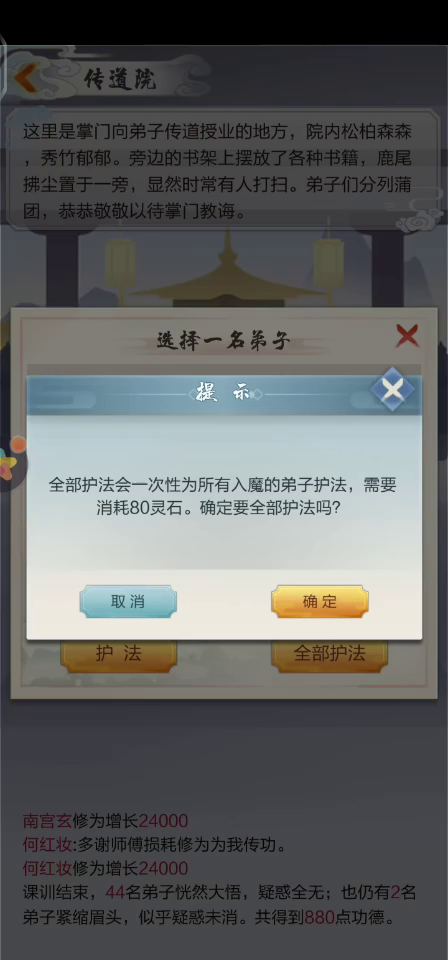 传道院
这里是掌门向弟子传道授业的地方，院内松柏森森
，秀竹郁郁。旁边的书架上摆放了各种书籍，鹿尾
拂尘置于一旁，显然时常有人打扫。弟子们分列蒲
团，恭恭敬敬以待掌门教诲。
选择一名弟子
提示
全部护法会一次性为所有入魔的弟子护法，需要
消耗80灵石。确定要全部护法吗？
取消
确定
护法
全部护法
南宫玄修为增长24000
何红妆:多谢师傅损耗修为为我传功。
何红妆修为增长24000
课训结束，44名弟子恍然大悟，疑惑全无；也仍有2名
弟子紧缩眉头，似乎疑惑未消。共得到880点功德。